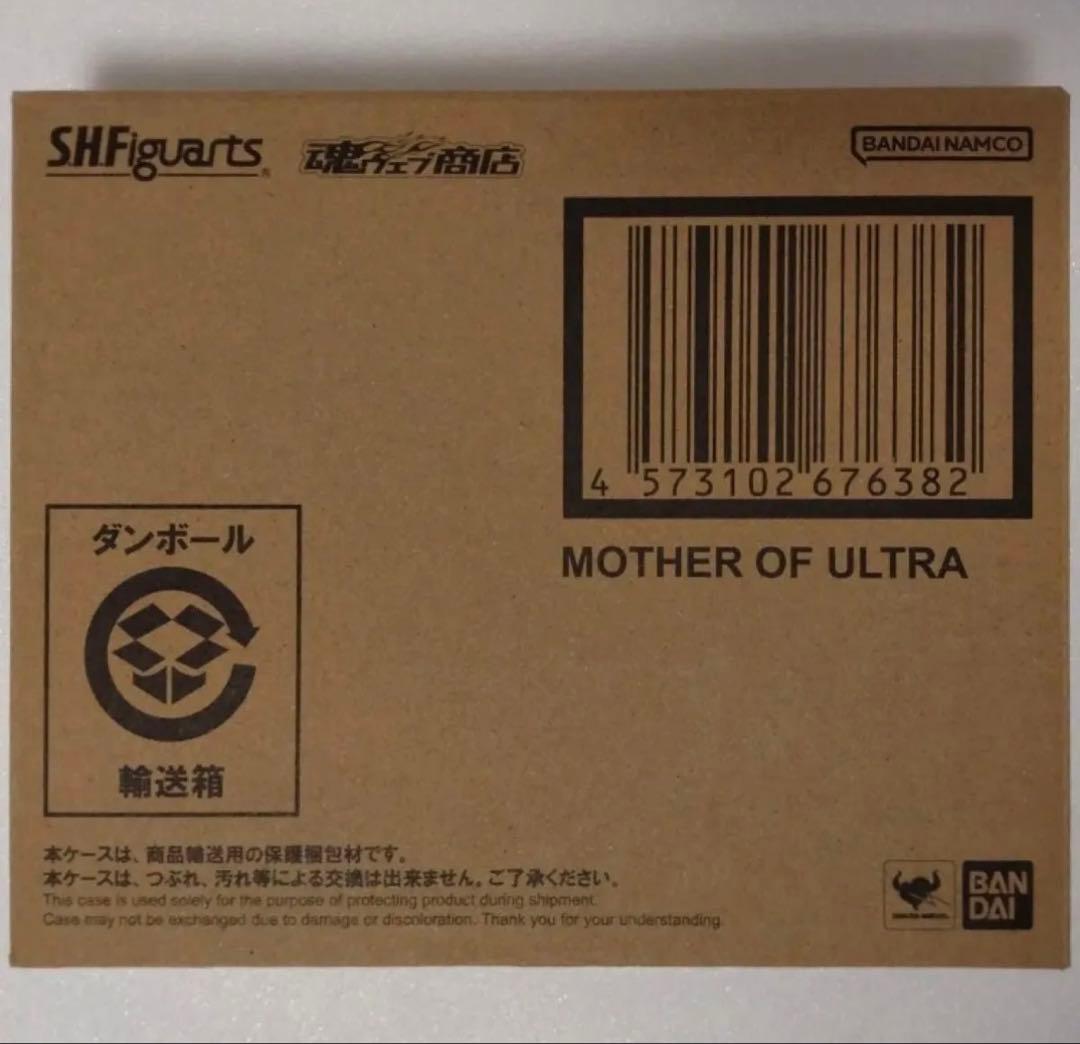 S.H.Figuarts
魂ウェブ商店
BANDAI NAMCO
4 573102 676382
MOTHER OF ULTRA
ダンボール
輸送箱
本ケースは、商品輸送用の保護梱包材です。
本ケースは、つぶれ、汚れ等による交換は出来ません。ご了承ください。
This case is used solely for the purpose of protecting product during shipment.
Case may not be exchanged due to damage or discoloration. Thank you for your understanding.
BAN
DAI